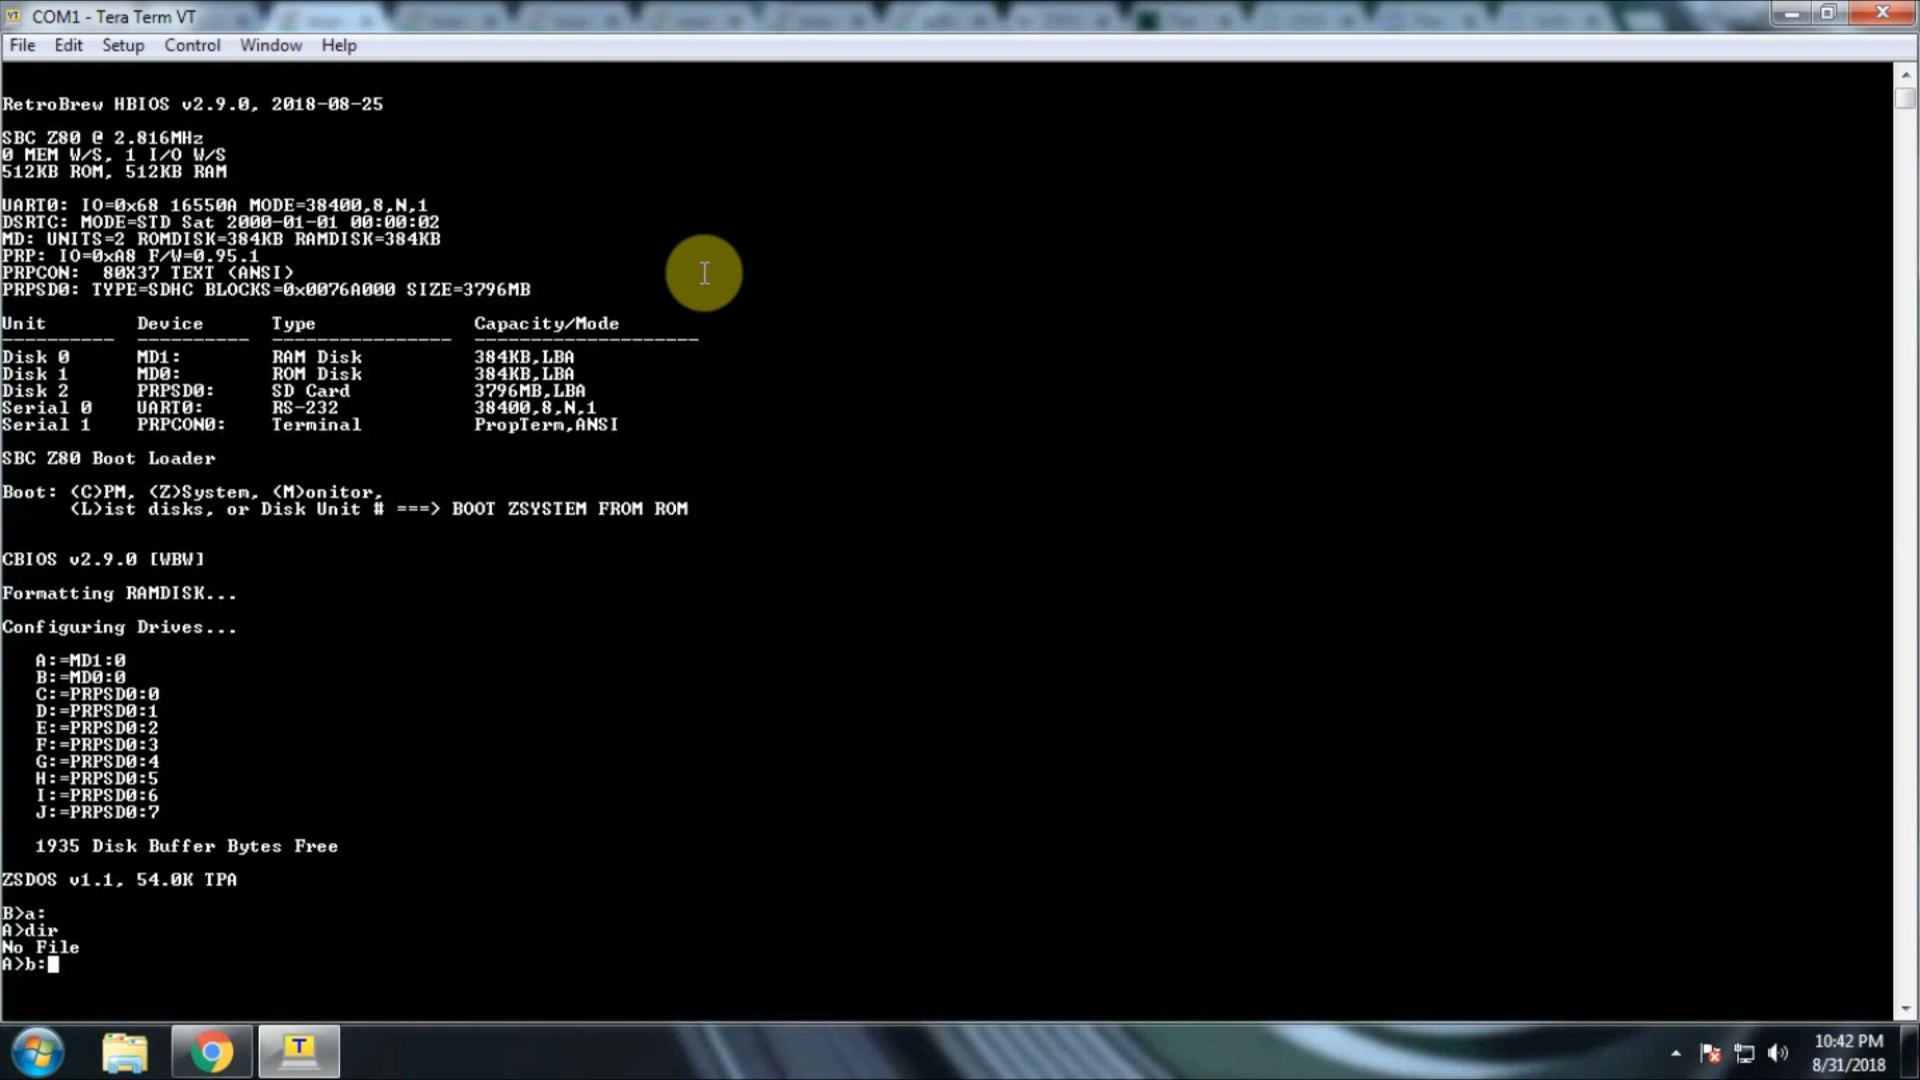 COM1 - Tera Term VT
File Edit Setup Control Window Help
RetroBrew HBIOS v2.9.0, 2018-08-25
SBC Z80 @ 2.816MHz
0 MEM W/S, 1 I/O W/S
512KB ROM, 512KB RAM
UART0: IO=0x68 16550A MODE=38400,8,N,1
DSRTC: MODE=STD Sat 2000-01-01 00:00:02
MD: UNITS=2 ROMDISK=384KB RAMDISK=384KB
PRP: IO=0xA8 F/W=0.95.1
PRPCON:  80X37 TEXT (ANSI)
PRPSD0: TYPE=SDHC BLOCKS=0x0076A000 SIZE=3796MB
Unit        Device      Type              Capacity/Mode
----------  ----------  ----------------  --------------------
Disk 0      MD1:        RAM Disk          384KB,LBA
Disk 1      MD0:        ROM Disk          384KB,LBA
Disk 2      PRPSD0:     SD Card           3796MB,LBA
Serial 0    UART0:      RS-232            38400,8,N,1
Serial 1    PRPCON0:    Terminal          PropTerm,ANSI
SBC Z80 Boot Loader
Boot: (C)PM, (Z)System, (M)onitor,
      (L)ist disks, or Disk Unit # ===> BOOT ZSYSTEM FROM ROM
CBIOS v2.9.0 [WBW]
Formatting RAMDISK...
Configuring Drives...
A:=MD1:0
B:=MD0:0
C:=PRPSD0:0
D:=PRPSD0:1
E:=PRPSD0:2
F:=PRPSD0:3
G:=PRPSD0:4
H:=PRPSD0:5
I:=PRPSD0:6
J:=PRPSD0:7
1935 Disk Buffer Bytes Free
ZSDOS v1.1, 54.0K TPA
B>a:
A>dir
No File
A>b:
10:42 PM
8/31/2018